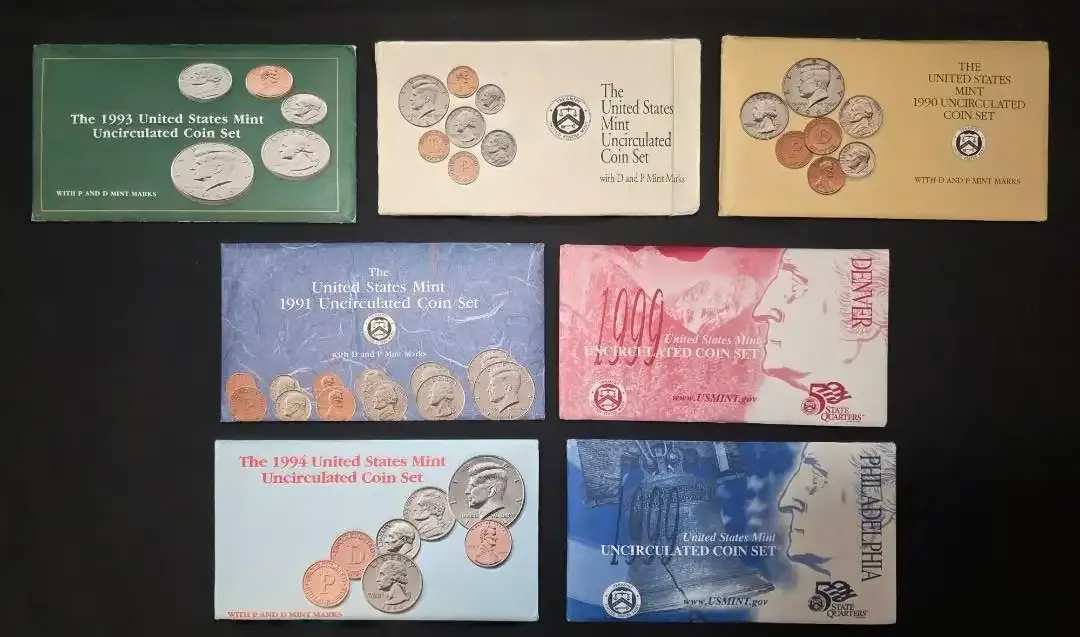 The 1993 United States Mint
Uncirculated Coin Set
WITH P AND D MINT MARKS
The
United States
Mint
Uncirculated
Coin Set
with D and P Mint Marks
THE
UNITED STATES
MINT
1990 UNCIRCULATED
COIN SET
WITH D AND P MINT MARKS
The
United States Mint
1991 Uncirculated Coin Set
with D and P Mint Marks
1999
DENVER
United States Mint
UNCIRCULATED COIN SET
www.USMINT.gov
50
STATE
QUARTERS
The 1994 United States Mint
Uncirculated Coin Set
D
P
WITH P AND D MINT MARKS
1999
PHILADELPHIA
United States Mint
UNCIRCULATED COIN SET
www.USMINT.gov
50
STATE
QUARTERS